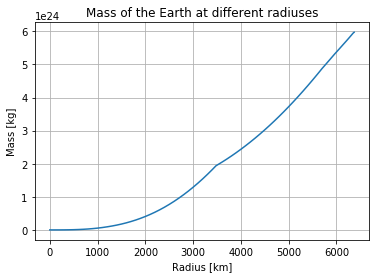 Mass of the Earth at different radiuses
1e24
6
5
4
3
2
1
0
Mass [kg]
0 1000 2000 3000 4000 5000 6000
Radius [km]